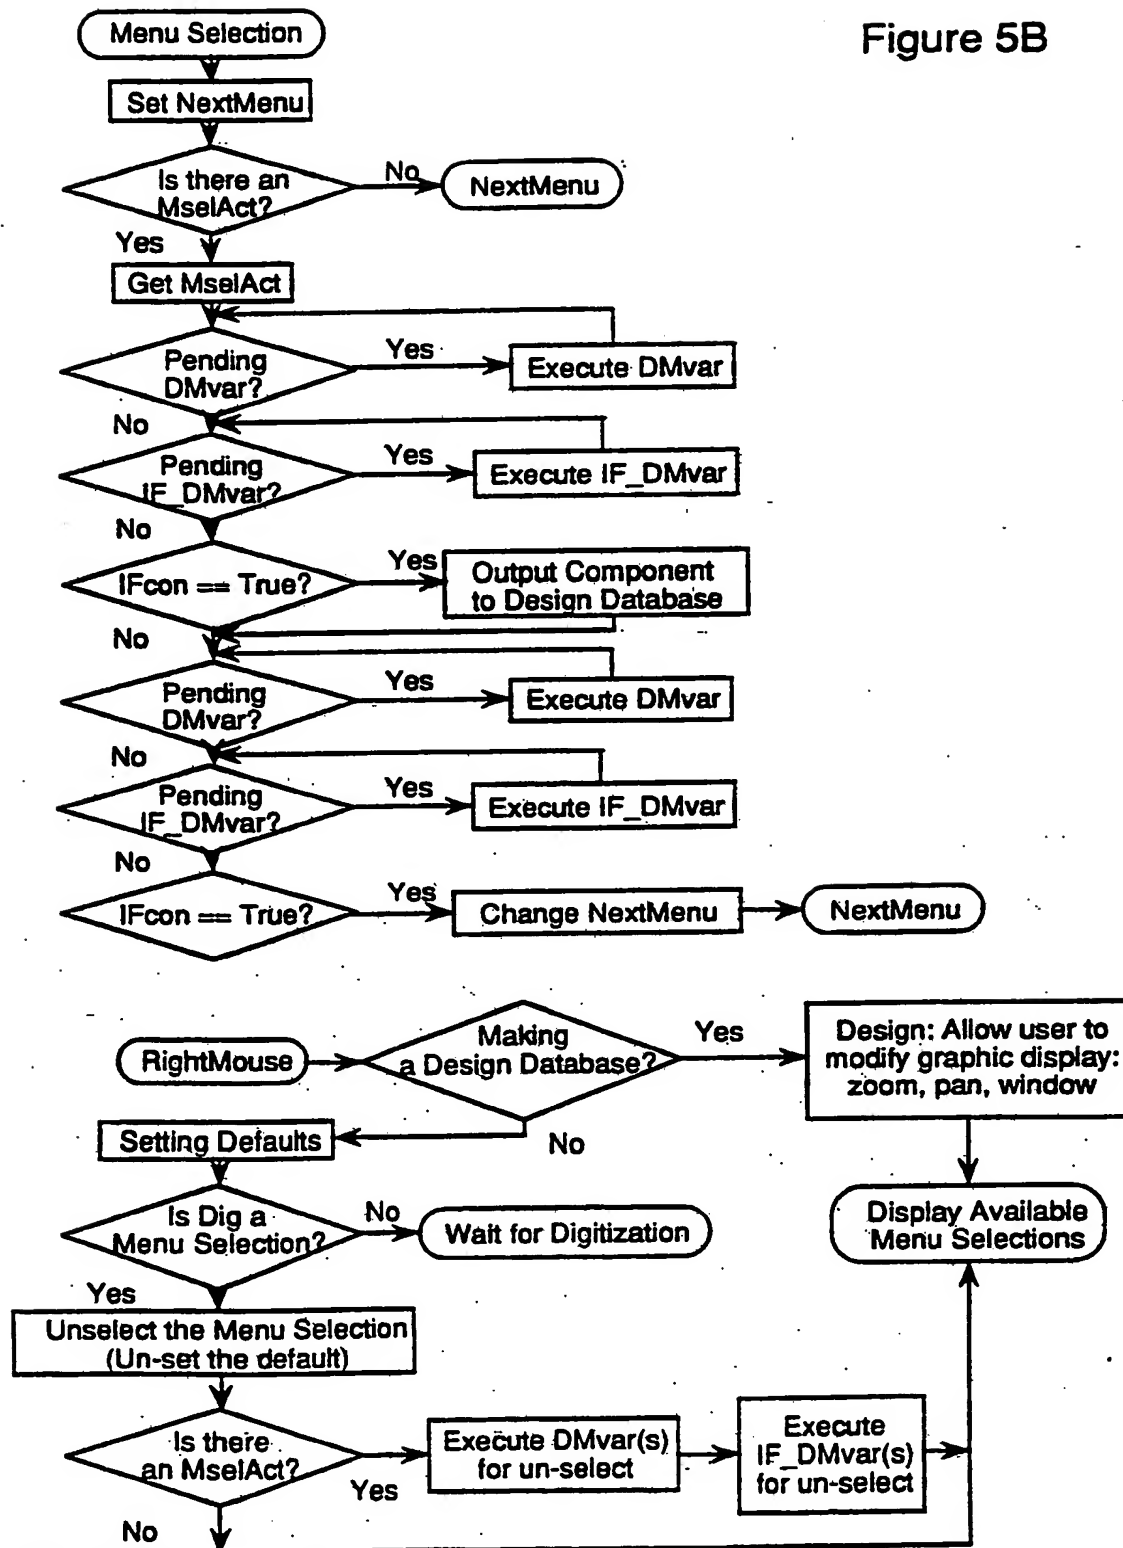 Figure 5B
Menu Selection
Set NextMenu
Is there an
MselAct?
No
NextMenu
Yes
Get MselAct
Pending
DMvar?
Yes
Execute DMvar
No
Pending
IF_DMvar?
Yes
Execute IF_DMvar
No
IFcon == True?
Yes
Output Component
to Design Database
No
Pending
DMvar?
Yes
Execute DMvar
No
Pending
IF_DMvar?
Yes
Execute IF_DMvar
No
IFcon == True?
Yes
Change NextMenu
NextMenu
RightMouse
Making
a Design Database?
Yes
Design: Allow user to
modify graphic display:
zoom, pan, window
No
Setting Defaults
Is Dig a
Menu Selection?
No
Wait for Digitization
Display Available
Menu Selections
Yes
Unselect the Menu Selection
(Un-set the default)
Is there
an MselAct?
Yes
Execute DMvar(s)
for un-select
Execute
IF_DMvar(s)
for un-select
No